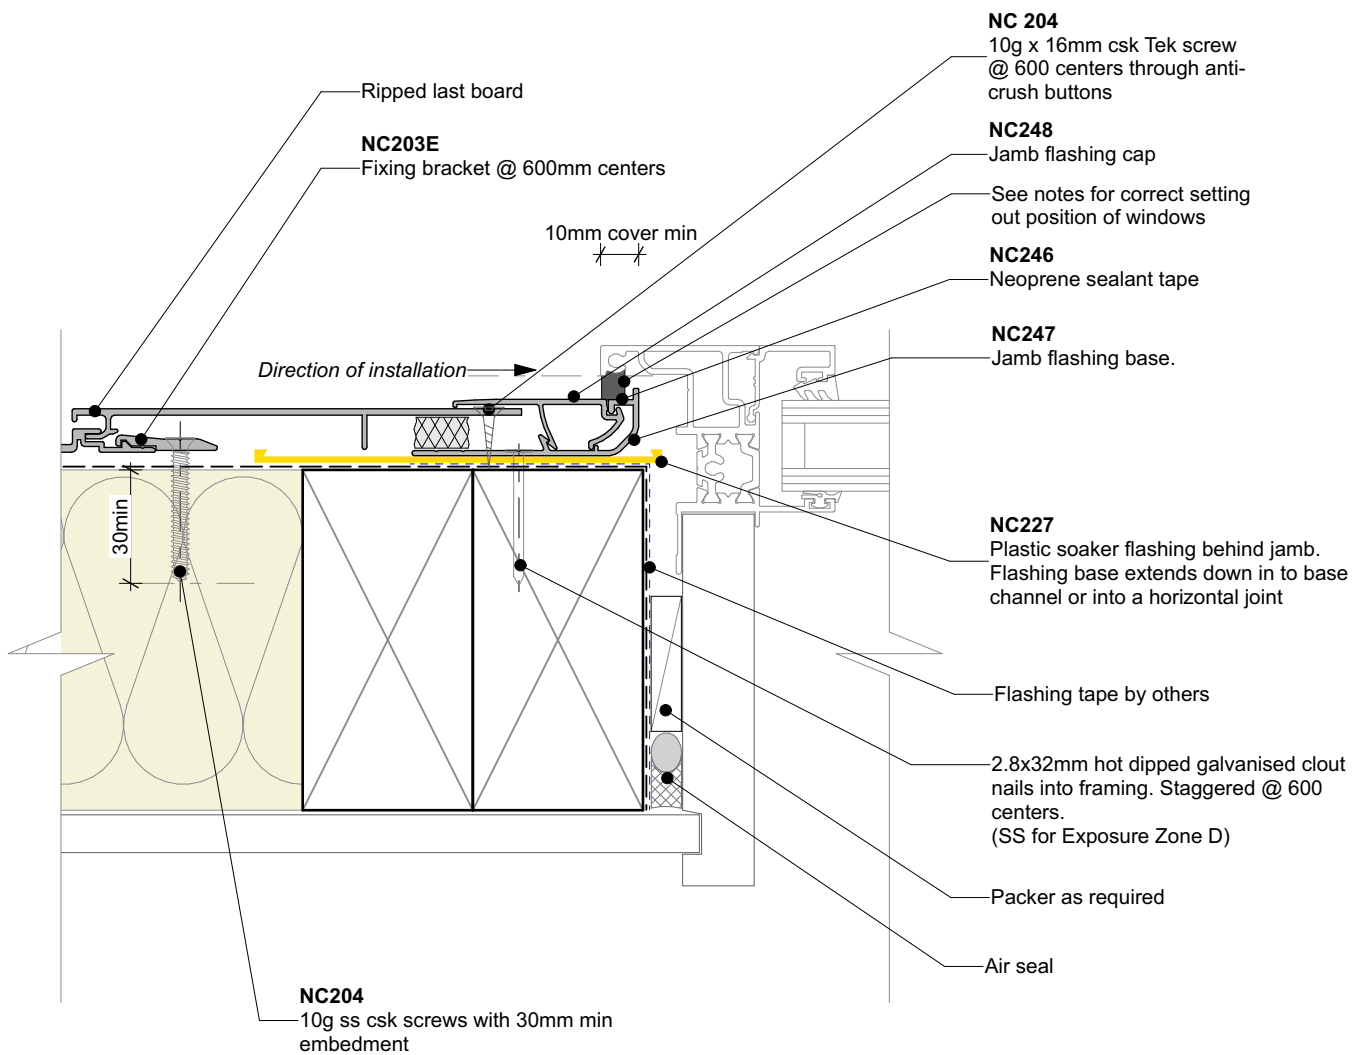 NC 204
10g x 16mm csk Tek screw
@ 600 centers through anti-
crush buttons
Ripped last board
NC203E
Fixing bracket @ 600mm centers
NC248
Jamb flashing cap
See notes for correct setting
out position of windows
10mm cover min
NC246
Neoprene sealant tape
NC247
Jamb flashing base.
Direction of installation
30min
NC227
Plastic soaker flashing behind jamb.
Flashing base extends down in to base
channel or into a horizontal joint
Flashing tape by others
2.8x32mm hot dipped galvanised clout
nails into framing. Staggered @ 600
centers.
(SS for Exposure Zone D)
Packer as required
Air seal
NC204
10g ss csk screws with 30mm min
embedment